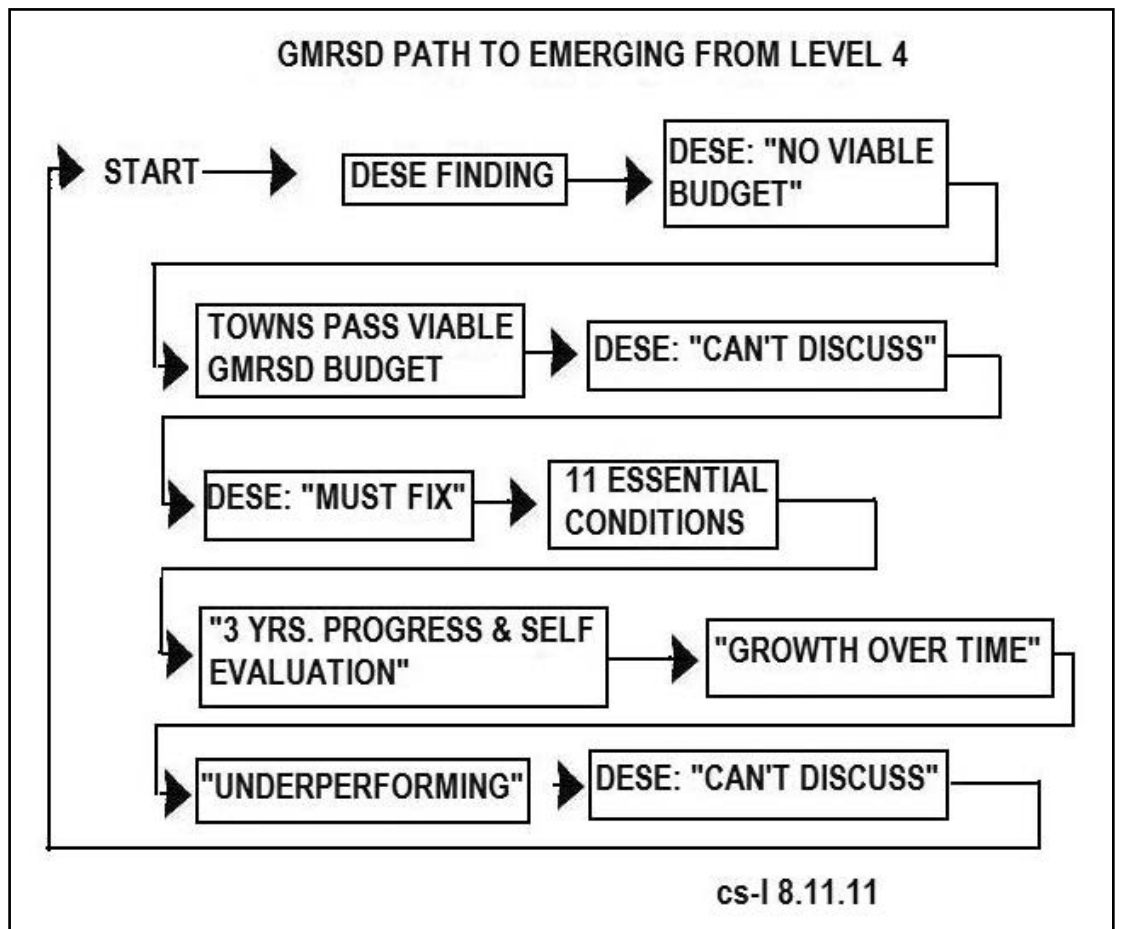 GMRSD PATH TO EMERGING FROM LEVEL 4
START
DESE FINDING
DESE: "NO VIABLE
BUDGET"
TOWNS PASS VIABLE
GMRSD BUDGET
DESE: "CAN'T DISCUSS"
DESE: "MUST FIX"
11 ESSENTIAL
CONDITIONS
"3 YRS. PROGRESS & SELF
EVALUATION"
"GROWTH OVER TIME"
"UNDERPERFORMING"
DESE: "CAN'T DISCUSS"
cs-l 8.11.11